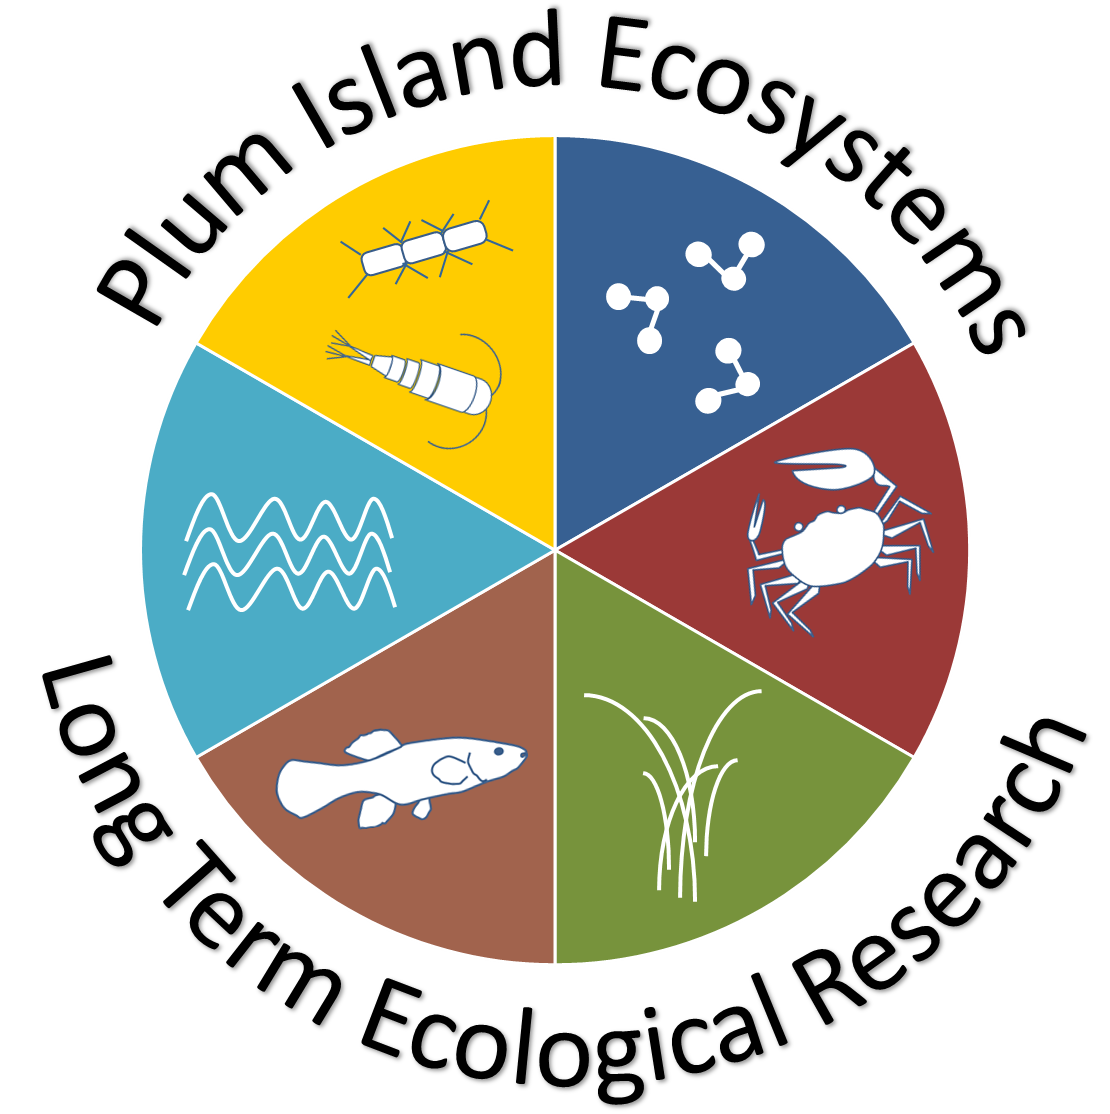 Plum Island Ecosystems
Long Term Ecological Research